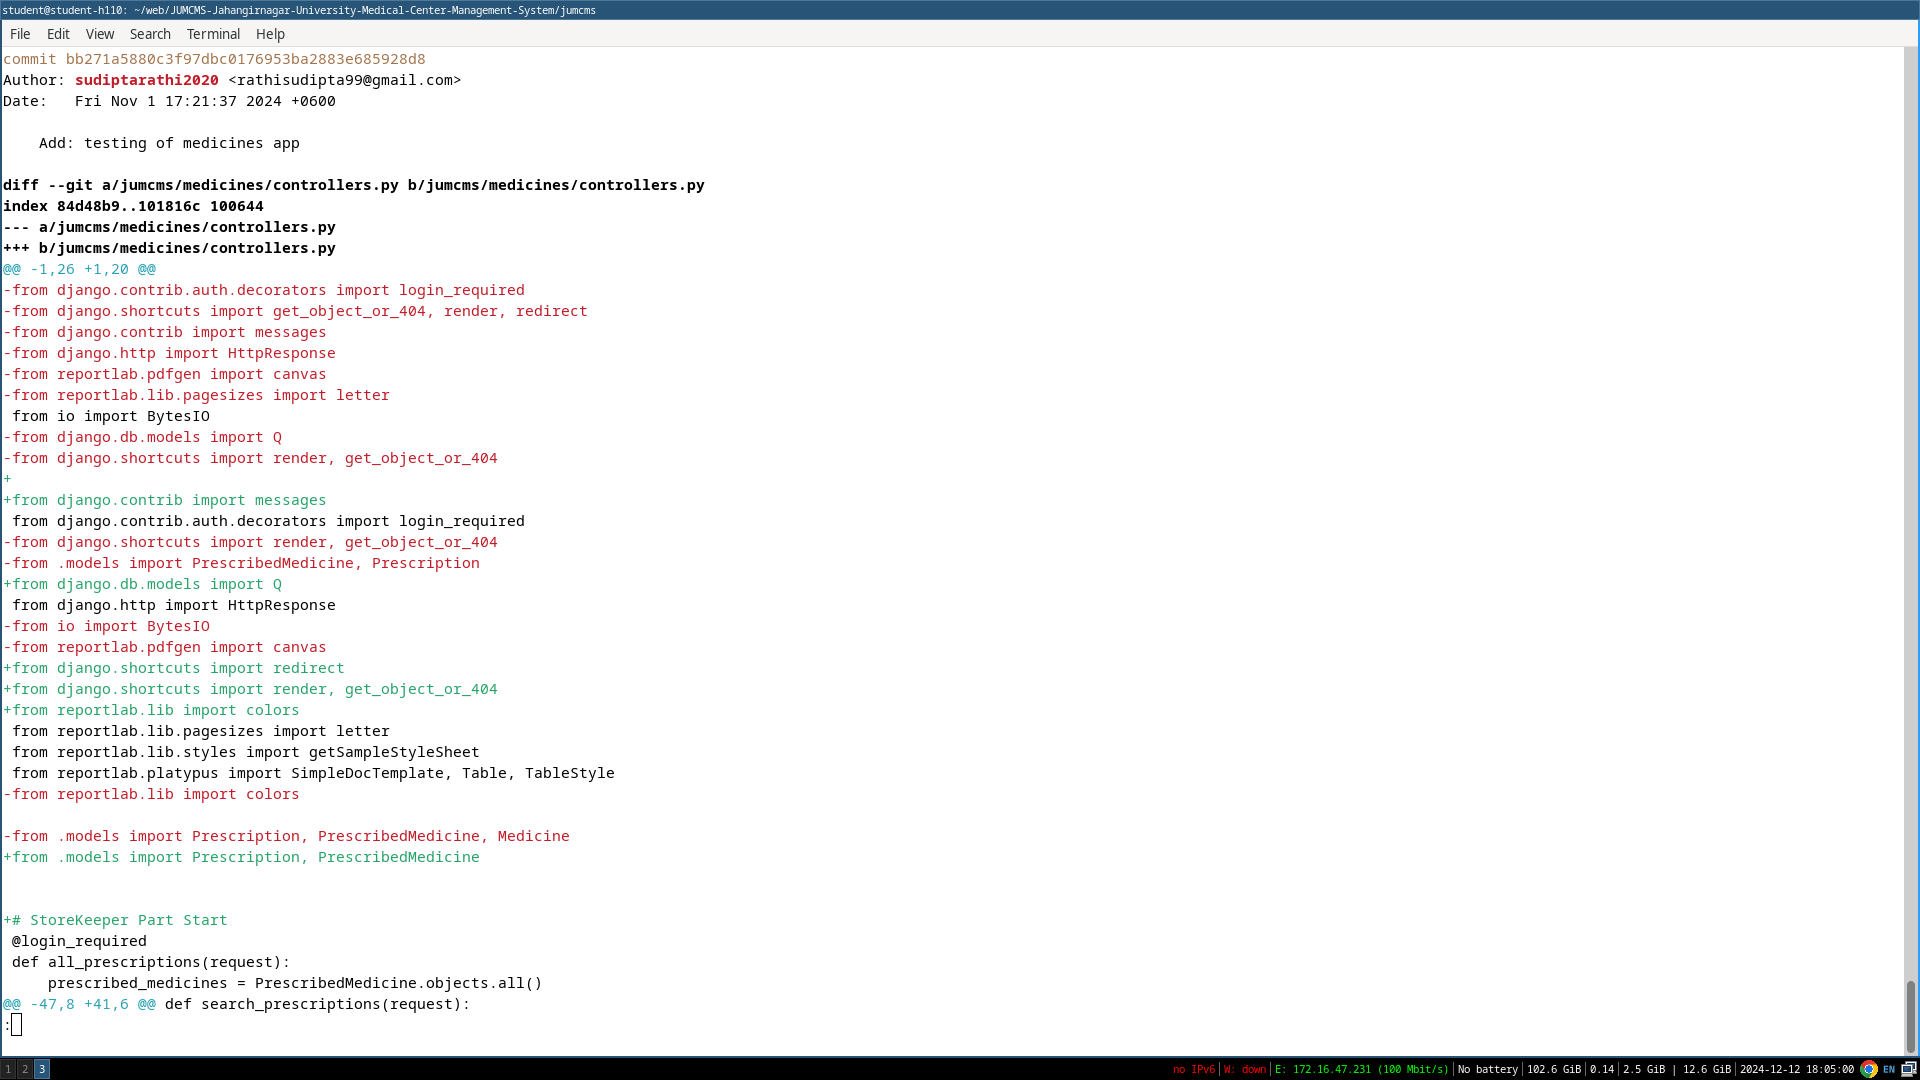 student@student-h110: ~/web/JUMCMS-Jahangirnagar-University-Medical-Center-Management-System/jumcms
File Edit View Search Terminal Help
commit bb271a5880c3f97dbc0176953ba2883e685928d8
Author: sudiptarathi2020 <rathisudipta99@gmail.com>
Date:   Fri Nov 1 17:21:37 2024 +0600
    Add: testing of medicines app
diff --git a/jumcms/medicines/controllers.py b/jumcms/medicines/controllers.py
index 84d48b9..101816c 100644
--- a/jumcms/medicines/controllers.py
+++ b/jumcms/medicines/controllers.py
@@ -1,26 +1,20 @@
-from django.contrib.auth.decorators import login_required
-from django.shortcuts import get_object_or_404, render, redirect
-from django.contrib import messages
-from django.http import HttpResponse
-from reportlab.pdfgen import canvas
-from reportlab.lib.pagesizes import letter
 from io import BytesIO
-from django.db.models import Q
-from django.shortcuts import render, get_object_or_404
+
+from django.contrib import messages
 from django.contrib.auth.decorators import login_required
-from django.shortcuts import render, get_object_or_404
-from .models import PrescribedMedicine, Prescription
+from django.db.models import Q
 from django.http import HttpResponse
-from io import BytesIO
-from reportlab.pdfgen import canvas
+from django.shortcuts import redirect
+from django.shortcuts import render, get_object_or_404
+from reportlab.lib import colors
 from reportlab.lib.pagesizes import letter
 from reportlab.lib.styles import getSampleStyleSheet
 from reportlab.platypus import SimpleDocTemplate, Table, TableStyle
-from reportlab.lib import colors
-from .models import Prescription, PrescribedMedicine, Medicine
+from .models import Prescription, PrescribedMedicine
+# StoreKeeper Part Start
 @login_required
 def all_prescriptions(request):
     prescribed_medicines = PrescribedMedicine.objects.all()
@@ -47,8 +41,6 @@ def search_prescriptions(request):
:
1 2 3 no IPv6 W: down E: 172.16.47.231 (100 Mbit/s) No battery 102.6 GiB 0.14 2.5 GiB | 12.6 GiB 2024-12-12 18:05:00 EN